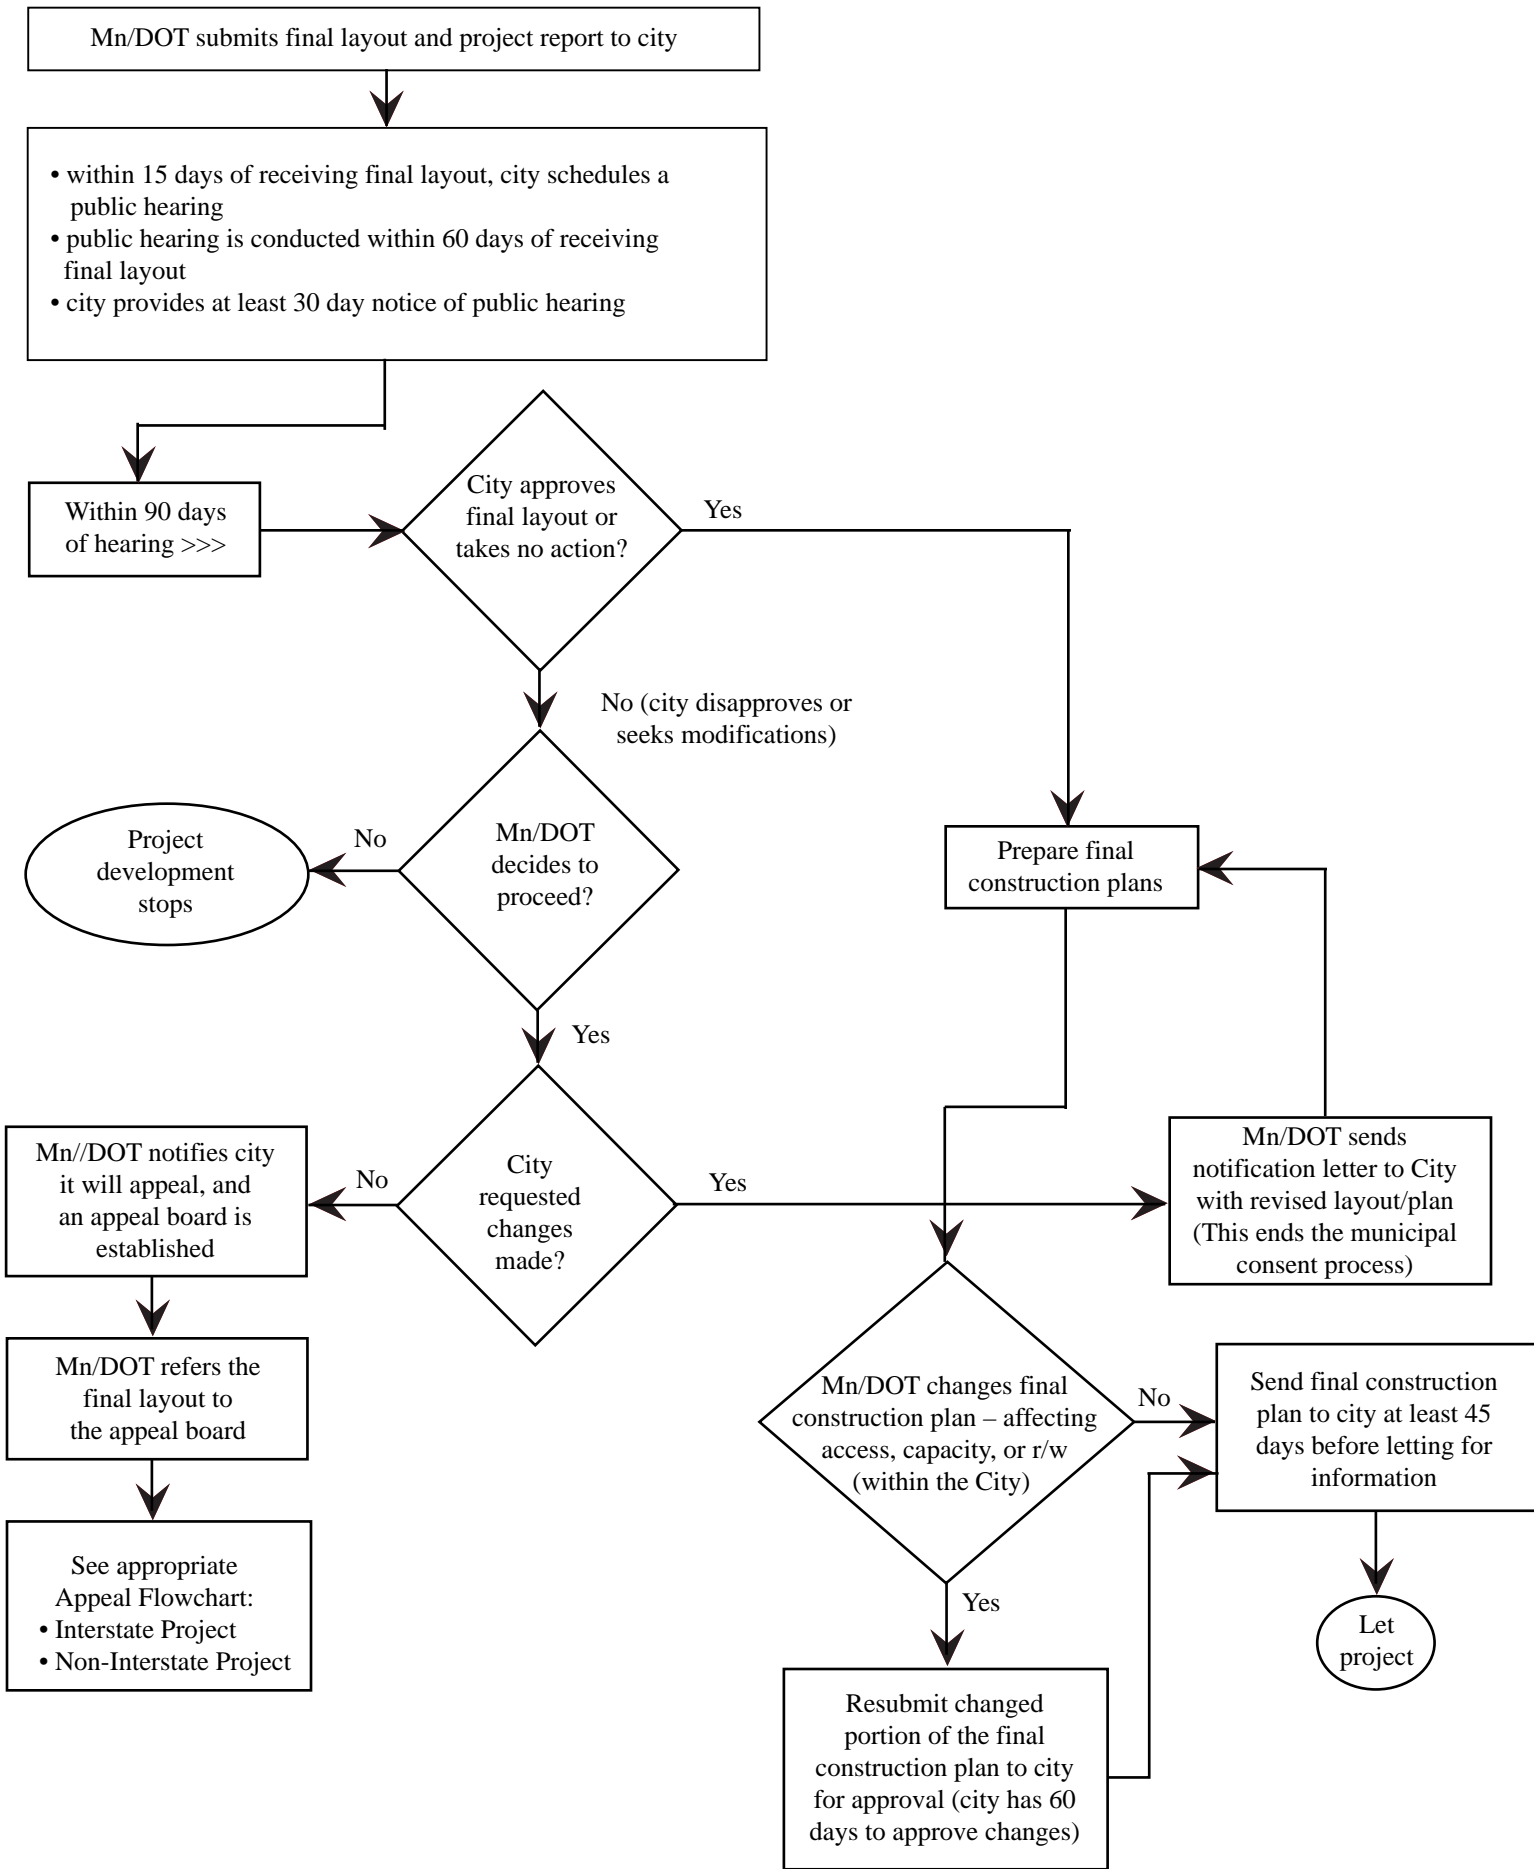 Mn/DOT submits final layout and project report to city
• within 15 days of receiving final layout, city schedules a
public hearing
• public hearing is conducted within 60 days of receiving
final layout
• city provides at least 30 day notice of public hearing
Within 90 days
of hearing >>>
City approves
final layout or
takes no action?
Yes
No (city disapproves or
seeks modifications)
Mn/DOT
decides to
proceed?
No
Project
development
stops
Yes
Prepare final
construction plans
City
requested
changes
made?
No
Mn//DOT notifies city
it will appeal, and
an appeal board is
established
Yes
Mn/DOT sends
notification letter to City
with revised layout/plan
(This ends the municipal
consent process)
Mn/DOT refers the
final layout to
the appeal board
See appropriate
Appeal Flowchart:
• Interstate Project
• Non-Interstate Project
Mn/DOT changes final
construction plan – affecting
access, capacity, or r/w
(within the City)
No
Send final construction
plan to city at least 45
days before letting for
information
Yes
Let
project
Resubmit changed
portion of the final
construction plan to city
for approval (city has 60
days to approve changes)